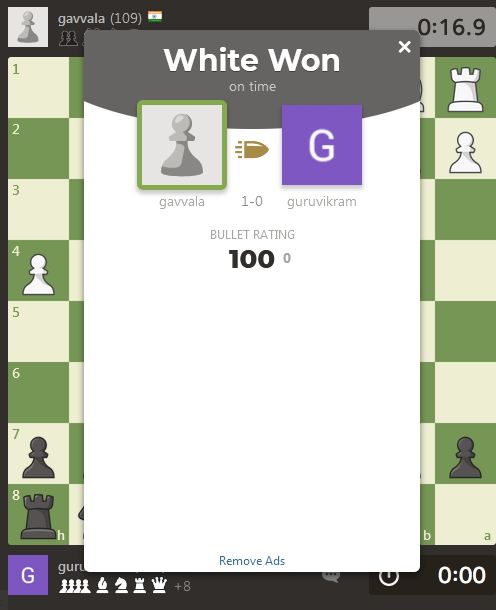 gavvala (109)
0:16.9
White Won
on time
1
2
3
4
5
6
7
8
G
gavvala 1-0 guruvikram
BULLET RATING
100 0
h b a
Remove Ads
G
guru
+8
0:00